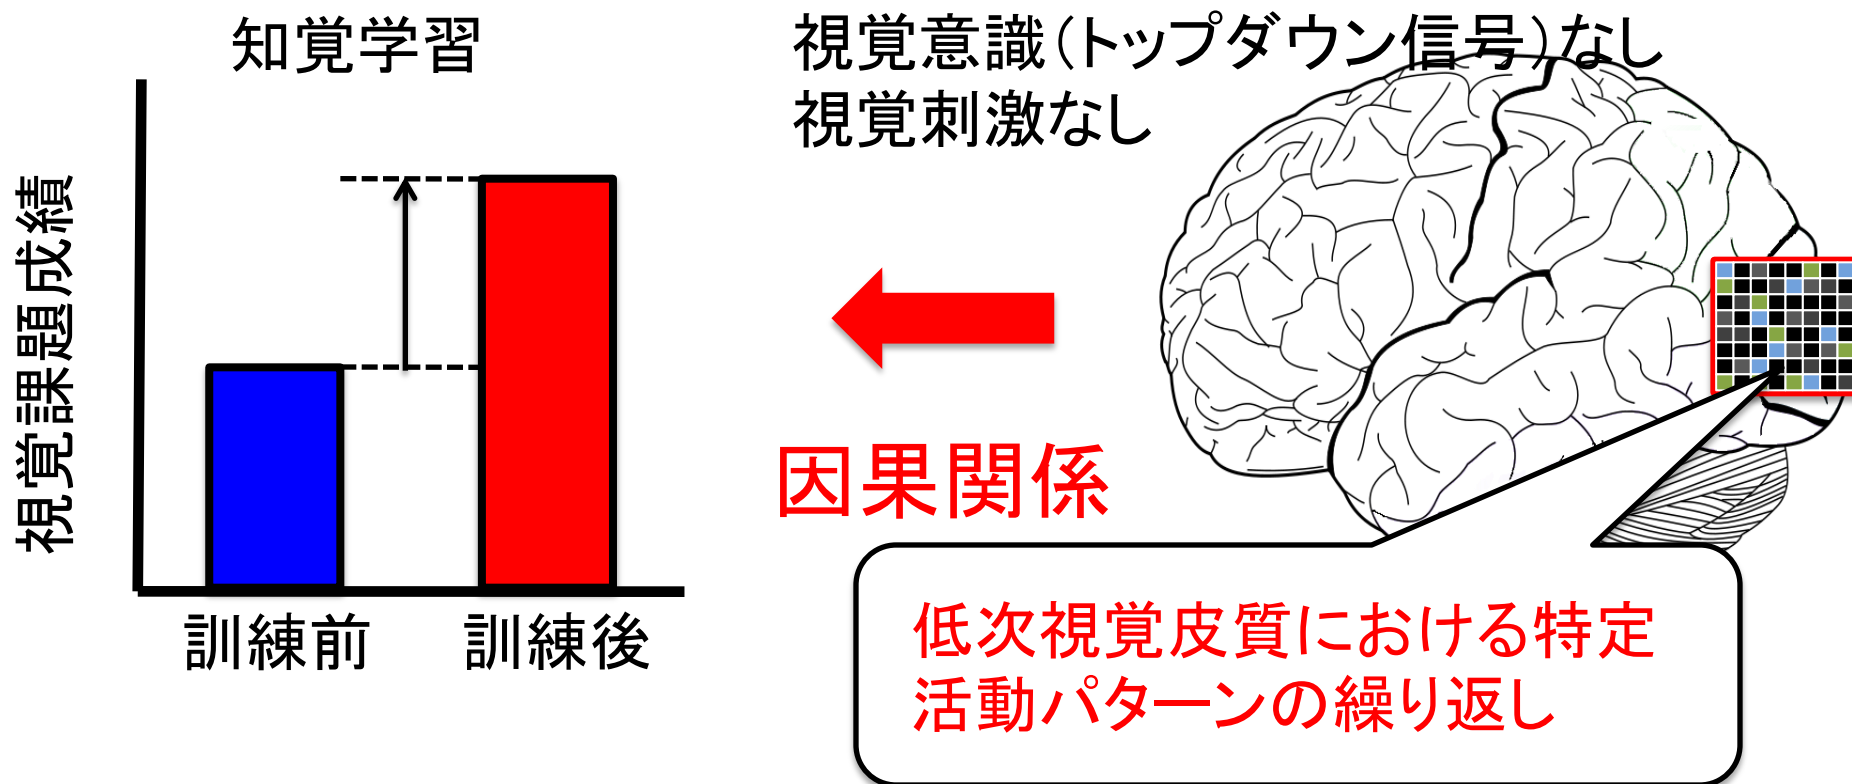 知覚学習
視覚課題成績
訓練前
訓練後
視覚意識(トップダウン信号)なし
視覚刺激なし
因果関係
低次視覚皮質における特定
活動パターンの繰り返し